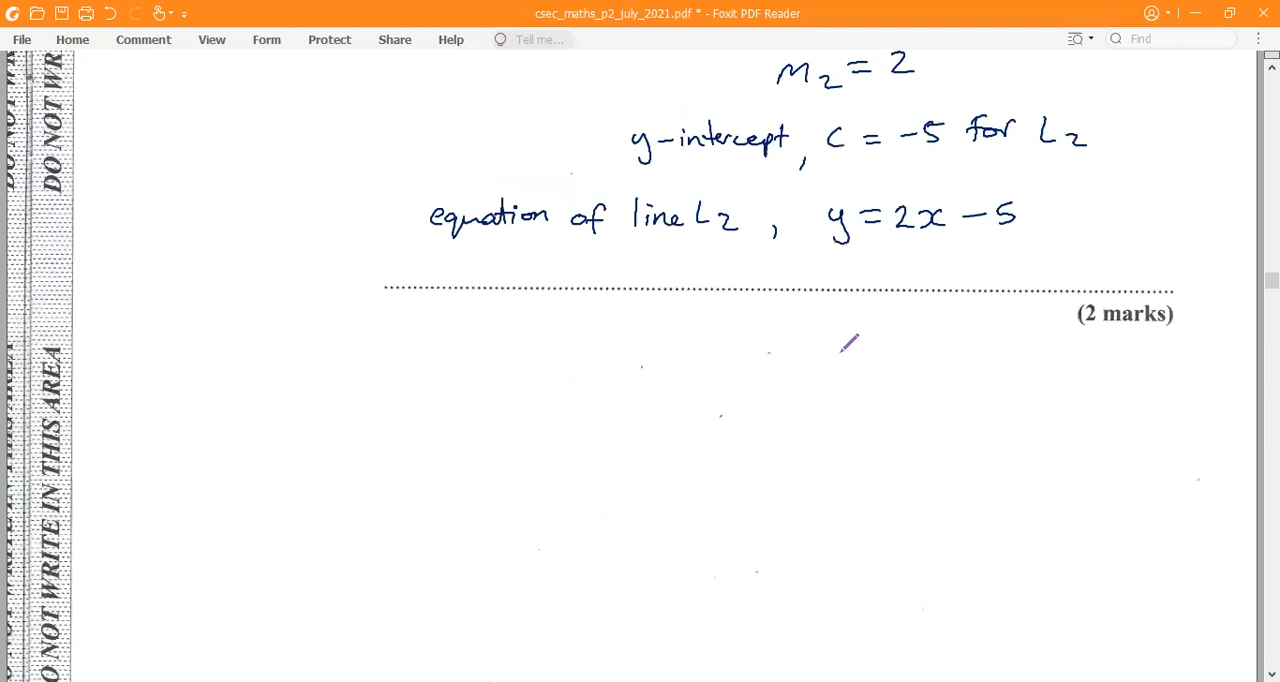 csec_maths_p2_july_2021.pdf * - Foxit PDF Reader
File Home Comment View Form Protect Share Help Tell me... Find
m₂ = 2
y-intercept, c = -5 for L₂
equation of line L₂, y = 2x - 5
(2 marks)
DO NOT WR
DO NOT WRITE IN THIS AREA